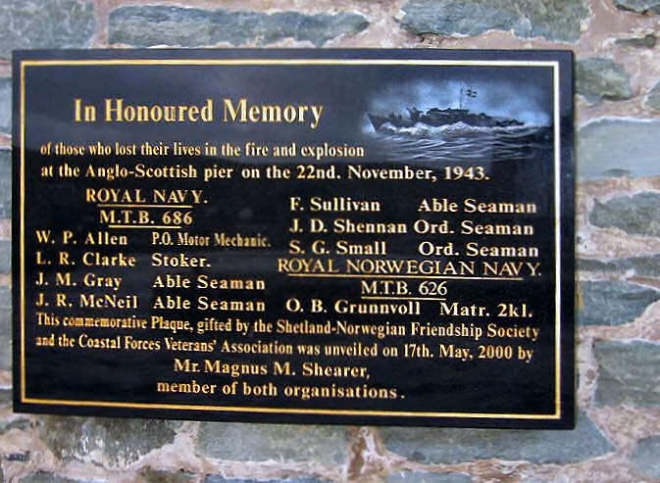 In Honoured Memory
of those who lost their lives in the fire and explosion
at the Anglo-Scottish pier on the 22nd. November, 1943.
ROYAL NAVY.
M.T.B. 686
W. P. Allen P.O. Motor Mechanic.
L. R. Clarke Stoker.
J. M. Gray Able Seaman
J. R. McNeil Able Seaman
F. Sullivan Able Seaman
J. D. Shennan Ord. Seaman
S. G. Small Ord. Seaman
ROYAL NORWEGIAN NAVY.
M.T.B. 626
O. B. Grunnvoll Matr. 2kl.
This commemorative Plaque, gifted by the Shetland-Norwegian Friendship Society
and the Coastal Forces Veterans' Association was unveiled on 17th. May, 2000 by
Mr. Magnus M. Shearer,
member of both organisations.